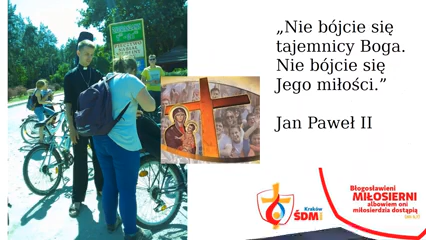 „Nie bójcie się
tajemnicy Boga.
Nie bójcie się
Jego miłości.”
Jan Paweł II
Kraków
ŚDM
Błogosławieni
MIŁOSIERNI
albowiem oni
miłosierdzia dostąpią